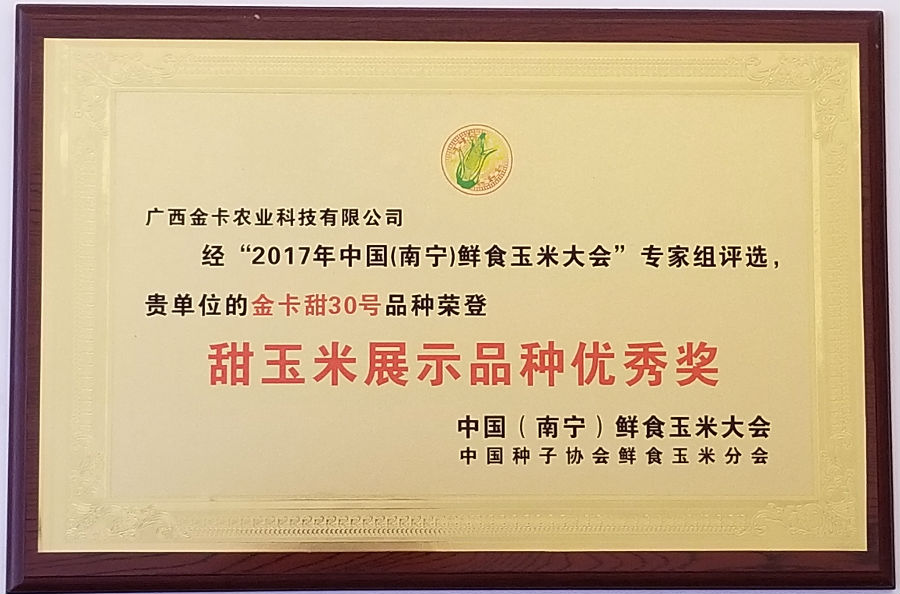 广西金卡农业科技有限公司
经“2017年中国(南宁)鲜食玉米大会”专家组评选，
贵单位的金卡甜30号品种荣登
甜玉米展示品种优秀奖
中国（南宁）鲜食玉米大会
中国种子协会鲜食玉米分会